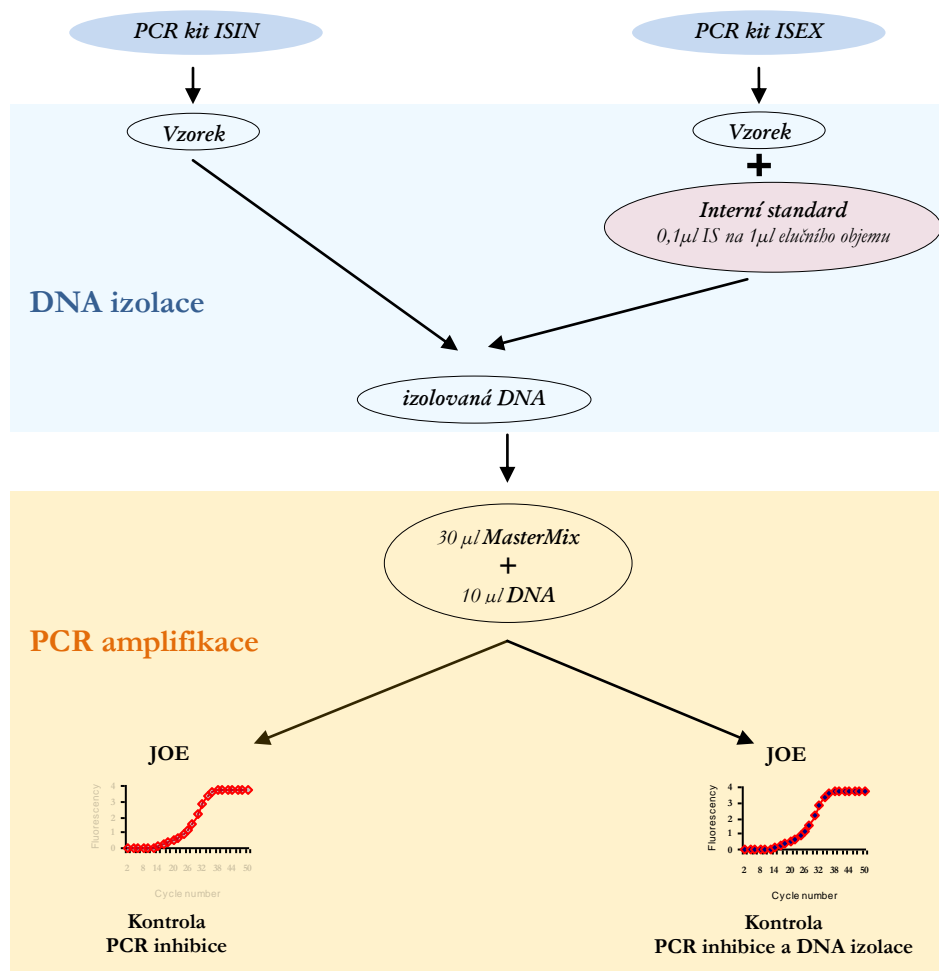 PCR kit ISIN
PCR kit ISEX
Vzorek
Vzorek
+
Interní standard
0,1μl IS na 1μl elučního objemu
DNA izolace
izolovaná DNA
30 μl MasterMix
+
10 μl DNA
PCR amplifikace
JOE
4
3
2
1
0
Fluorescency
2 8 14 20 26 32 38 44 50
Cycle number
Kontrola
PCR inhibice
JOE
4
3
2
1
0
Fluorescency
2 8 14 20 26 32 38 44 50
Cycle number
Kontrola
PCR inhibice a DNA izolace